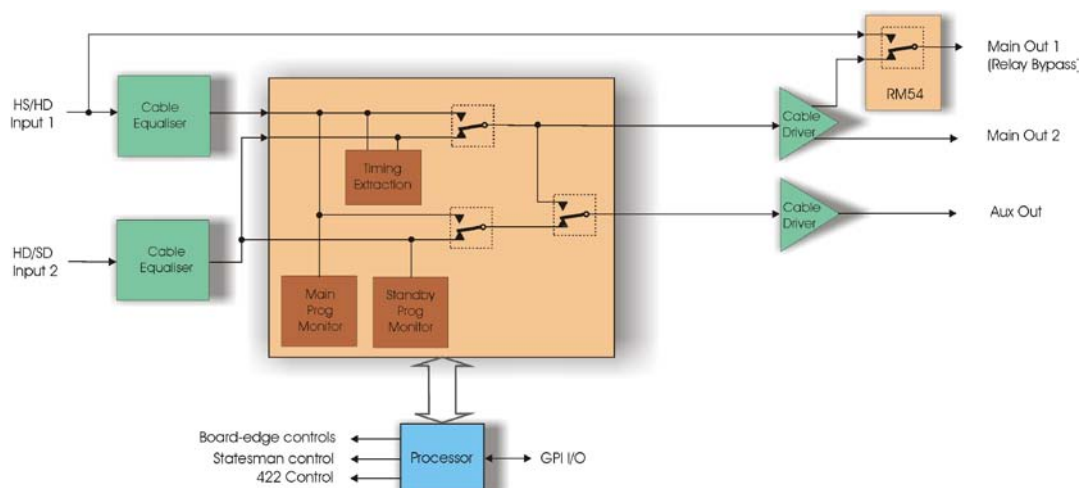 HS/HD
Input 1
Cable
Equaliser
Timing
Extraction
RM54
Main Out 1
(Relay Bypass)
Cable
Driver
Main Out 2
HD/SD
Input 2
Cable
Equaliser
Main
Prog
Monitor
Standby
Prog
Monitor
Cable
Driver
Aux Out
Board-edge controls
Statesman control
422 Control
Processor
GPI I/O